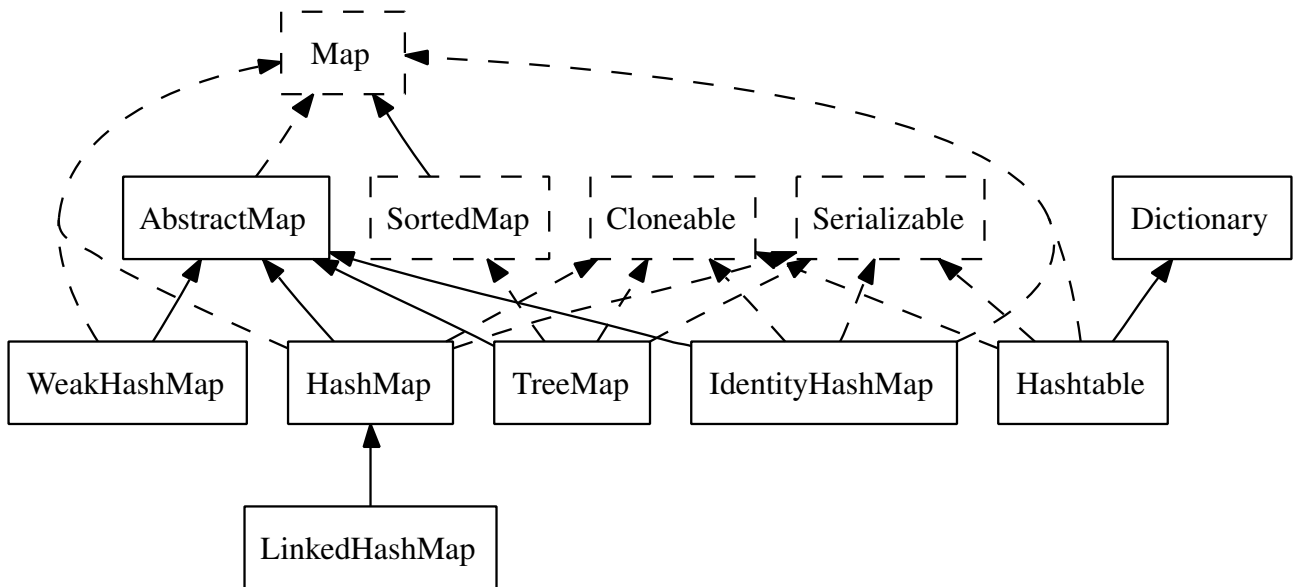 Map
AbstractMap
SortedMap
Cloneable
Serializable
Dictionary
WeakHashMap
HashMap
TreeMap
IdentityHashMap
Hashtable
LinkedHashMap